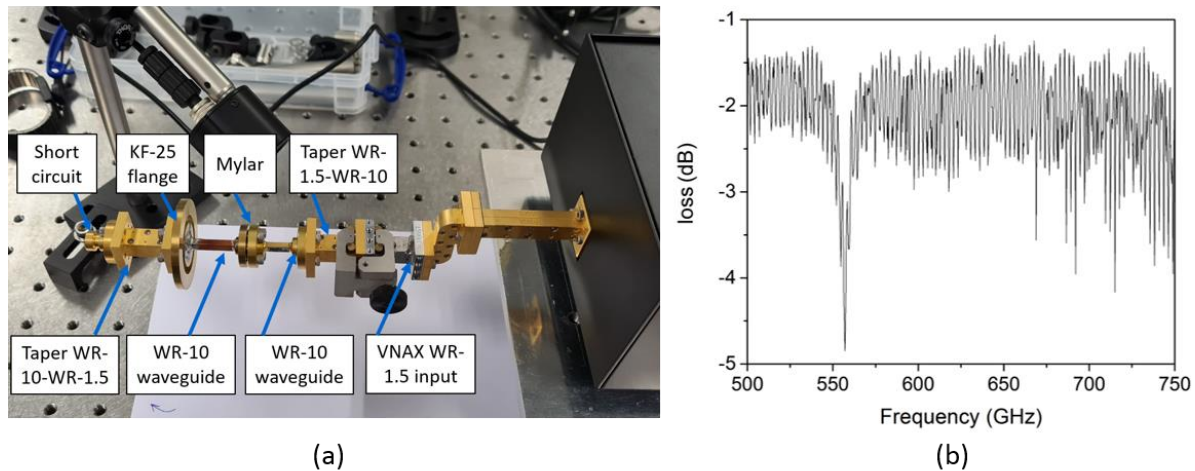 Short
circuit
KF-25
flange
Mylar
Taper WR-
1.5-WR-10
Taper WR-
10-WR-1.5
WR-10
waveguide
WR-10
waveguide
VNAX WR-
1.5 input
(a)
loss (dB)
-1
-2
-3
-4
-5
500
550
600
650
700
750
Frequency (GHz)
(b)